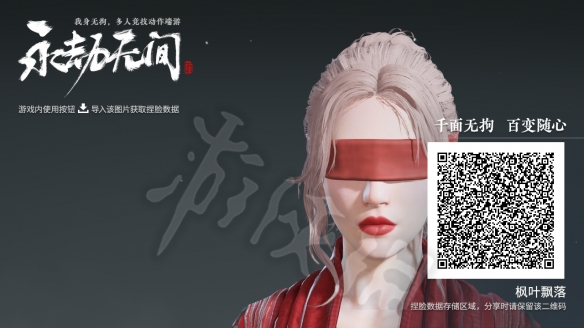 我身无拘,多人竞技动作端游
永劫无间
游戏内使用按钮 导入该图片获取捏脸数据
千面无拘 百变随心
枫叶飘落
捏脸数据存储区域,分享时请保留该二维码